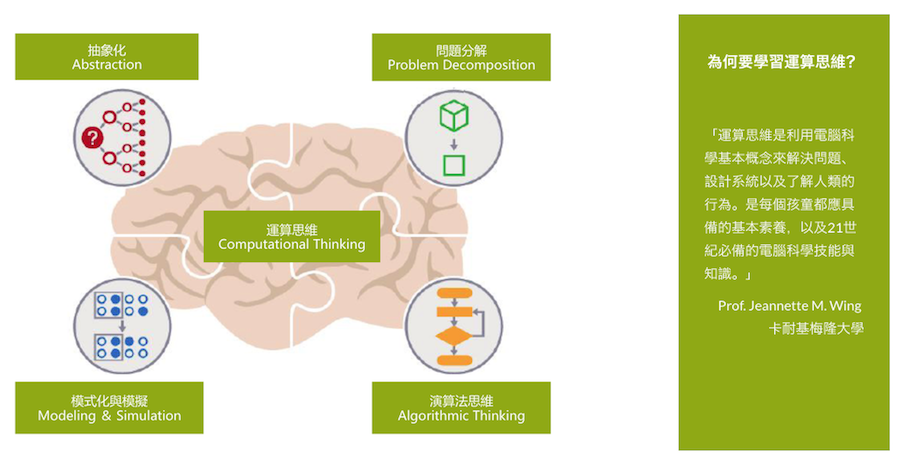 抽象化
Abstraction
問題分解
Problem Decomposition
?
運算思維
Computational Thinking
模式化與模擬
Modeling & Simulation
演算法思維
Algorithmic Thinking
為何要學習運算思維?
「運算思維是利用電腦科
學基本概念來解決問題、
設計系統以及了解人類的
行為。是每個孩童都應具
備的基本素養，以及21世
紀必備的電腦科學技能與
知識。」
Prof. Jeannette M. Wing
卡耐基梅隆大學